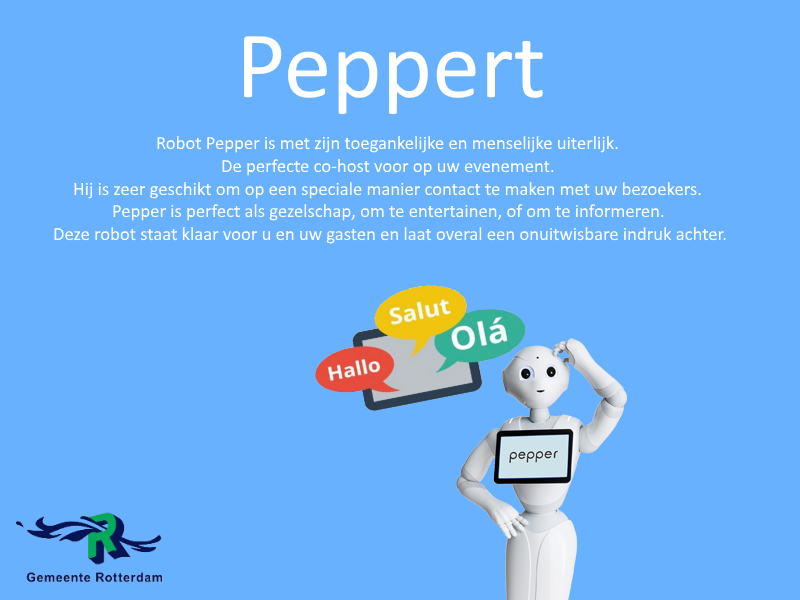 Peppert
Robot Pepper is met zijn toegankelijke en menselijke uiterlijk.
De perfecte co-host voor op uw evenement.
Hij is zeer geschikt om op een speciale manier contact te maken met uw bezoekers.
Pepper is perfect als gezelschap, om te entertainen, of om te informeren.
Deze robot staat klaar voor u en uw gasten en laat overal een onuitwisbare indruk achter.
Salut
Olá
Hallo
pepper
R
Gemeente Rotterdam